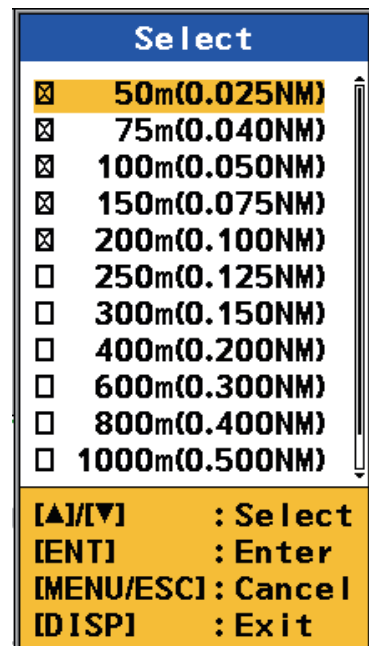 Select
☒ 50m(0.025NM)
☒ 75m(0.040NM)
☒ 100m(0.050NM)
☒ 150m(0.075NM)
☒ 200m(0.100NM)
☐ 250m(0.125NM)
☐ 300m(0.150NM)
☐ 400m(0.200NM)
☐ 600m(0.300NM)
☐ 800m(0.400NM)
☐ 1000m(0.500NM)
[▲]/[▼] : Select
[ENT] : Enter
[MENU/ESC] : Cancel
[DISP] : Exit